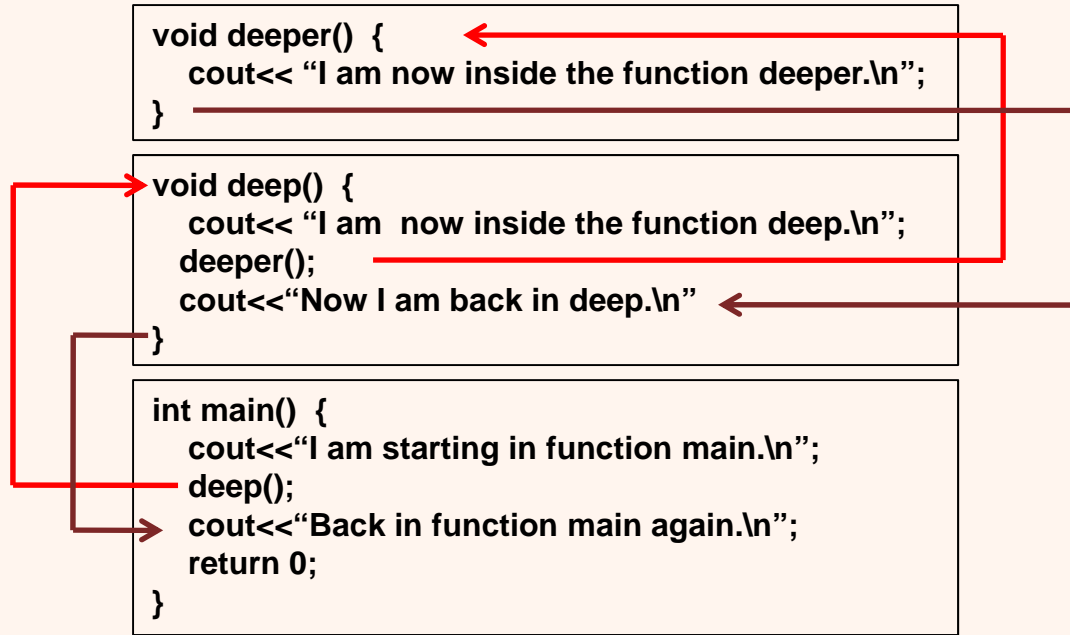 void deeper()  {
cout<< “I am now inside the function deeper.\n”;
}
void deep()  {
cout<< “I am  now inside the function deep.\n”;
deeper();
cout<<“Now I am back in deep.\n”
}
int main()  {
cout<<“I am starting in function main.\n”;
deep();
cout<<“Back in function main again.\n”;
return 0;
}